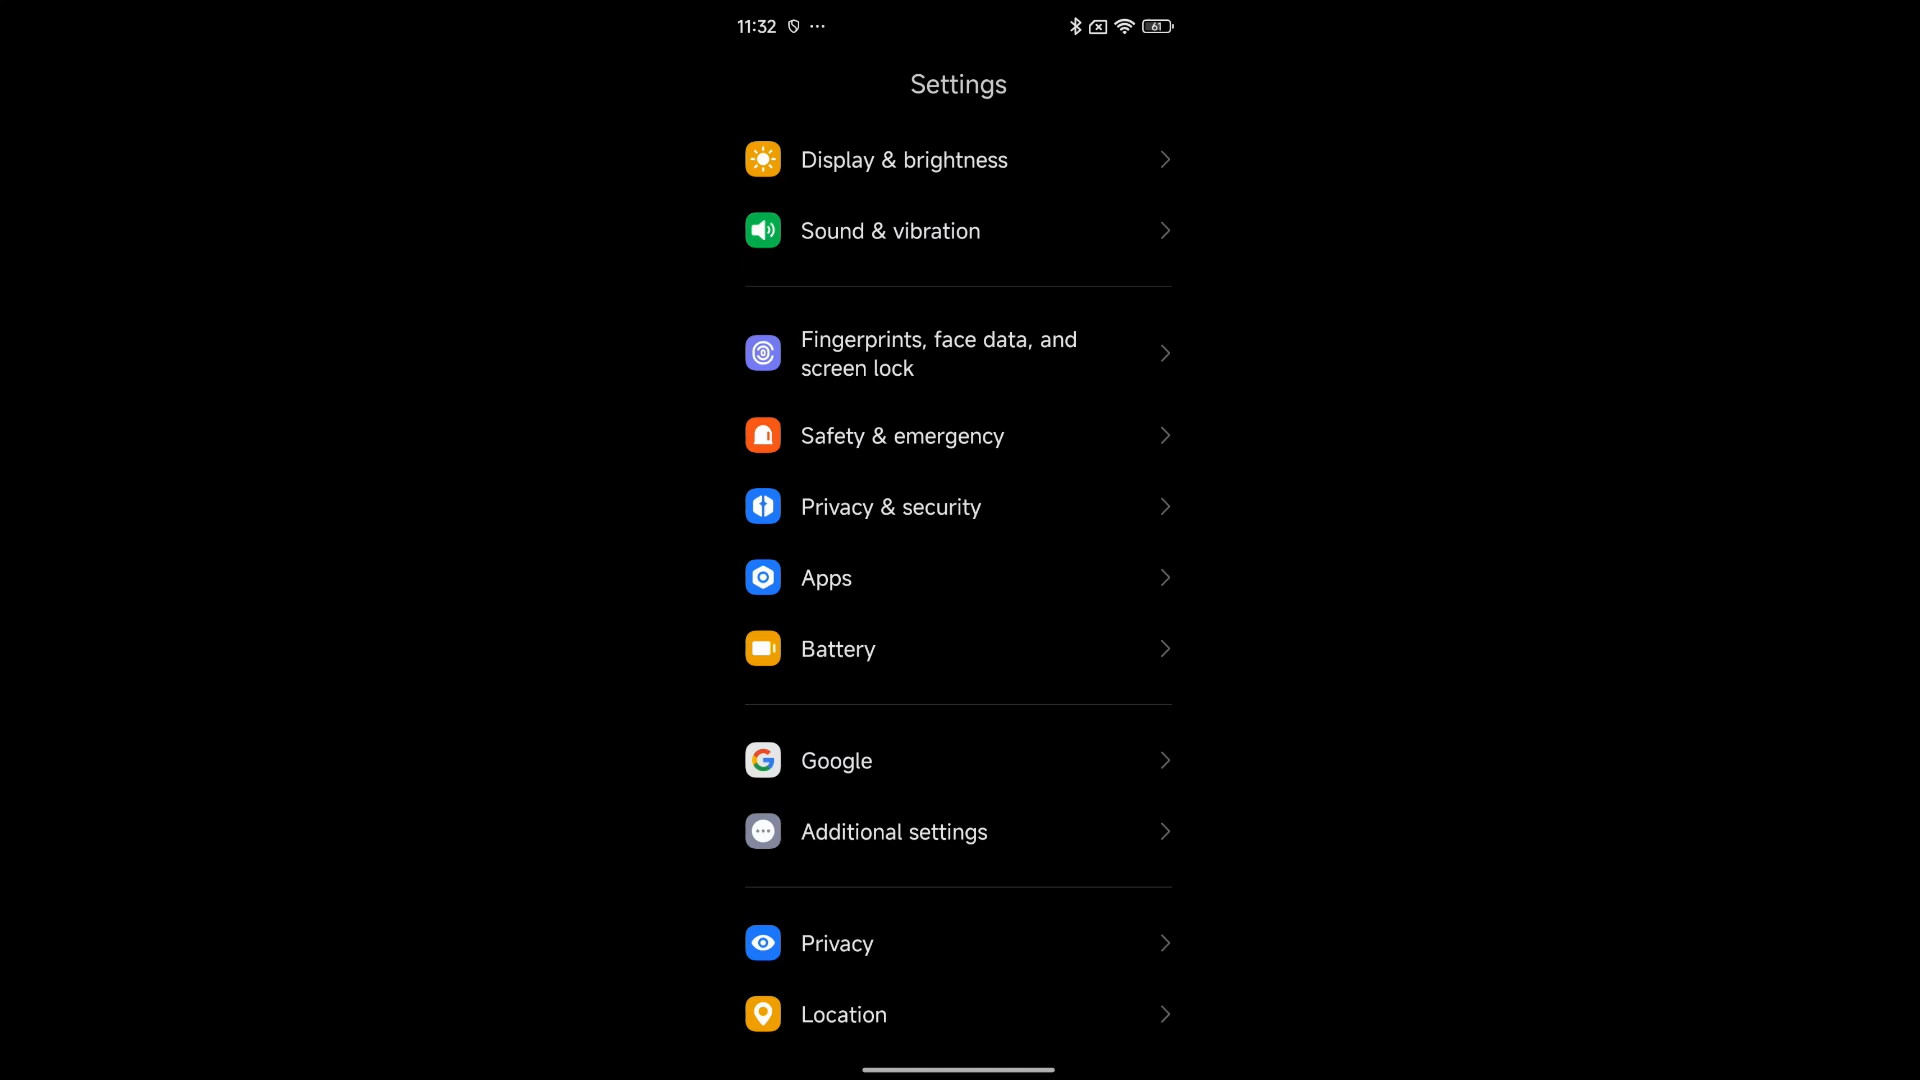 11:32 ... 61
Settings
Display & brightness
Sound & vibration
Fingerprints, face data, and
screen lock
Safety & emergency
Privacy & security
Apps
Battery
Google
Additional settings
Privacy
Location